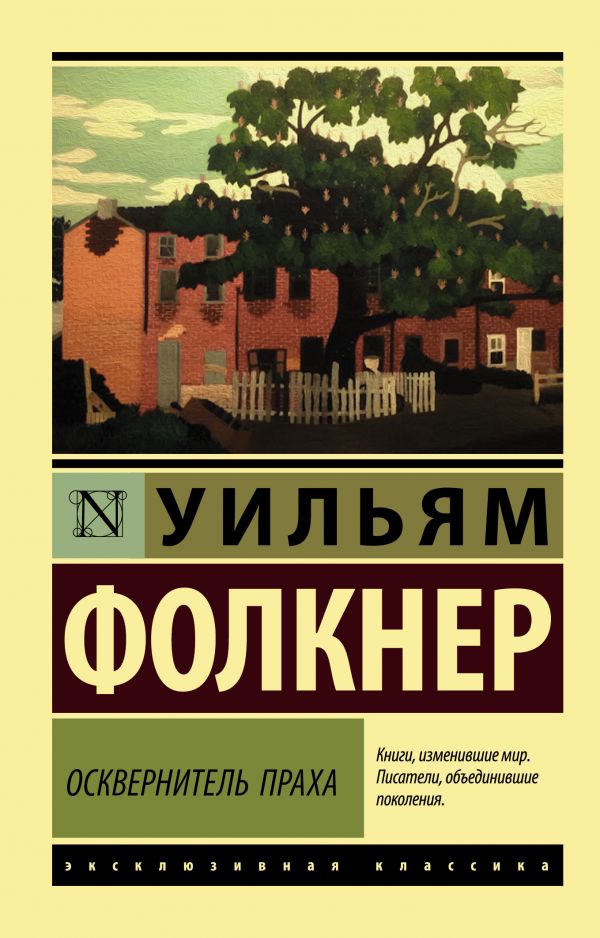 N
УИЛЬЯМ
ФОЛКНЕР
ОСКВЕРНИТЕЛЬ ПРАХА
Книги, изменившие мир.
Писатели, объединившие
поколения.
эксклюзивная классика